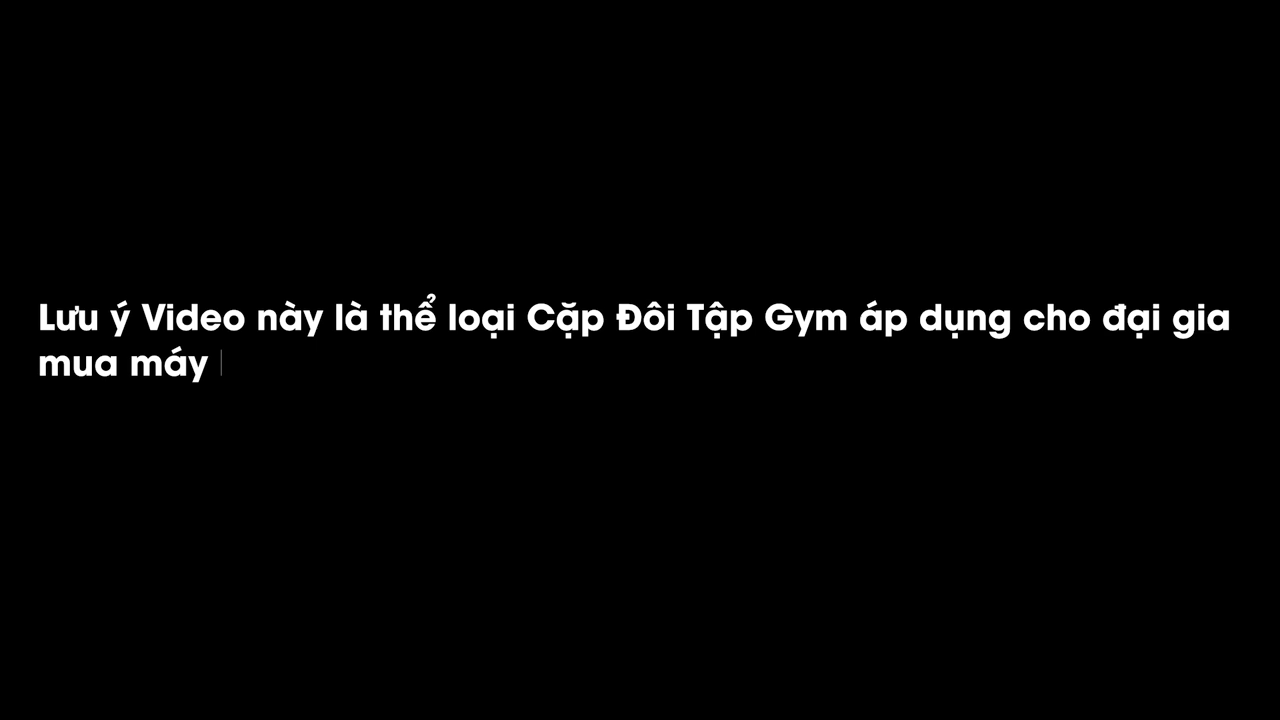 Lưu ý Video này là thể loại Cặp Đôi Tập Gym áp dụng cho đại gia
mua máy